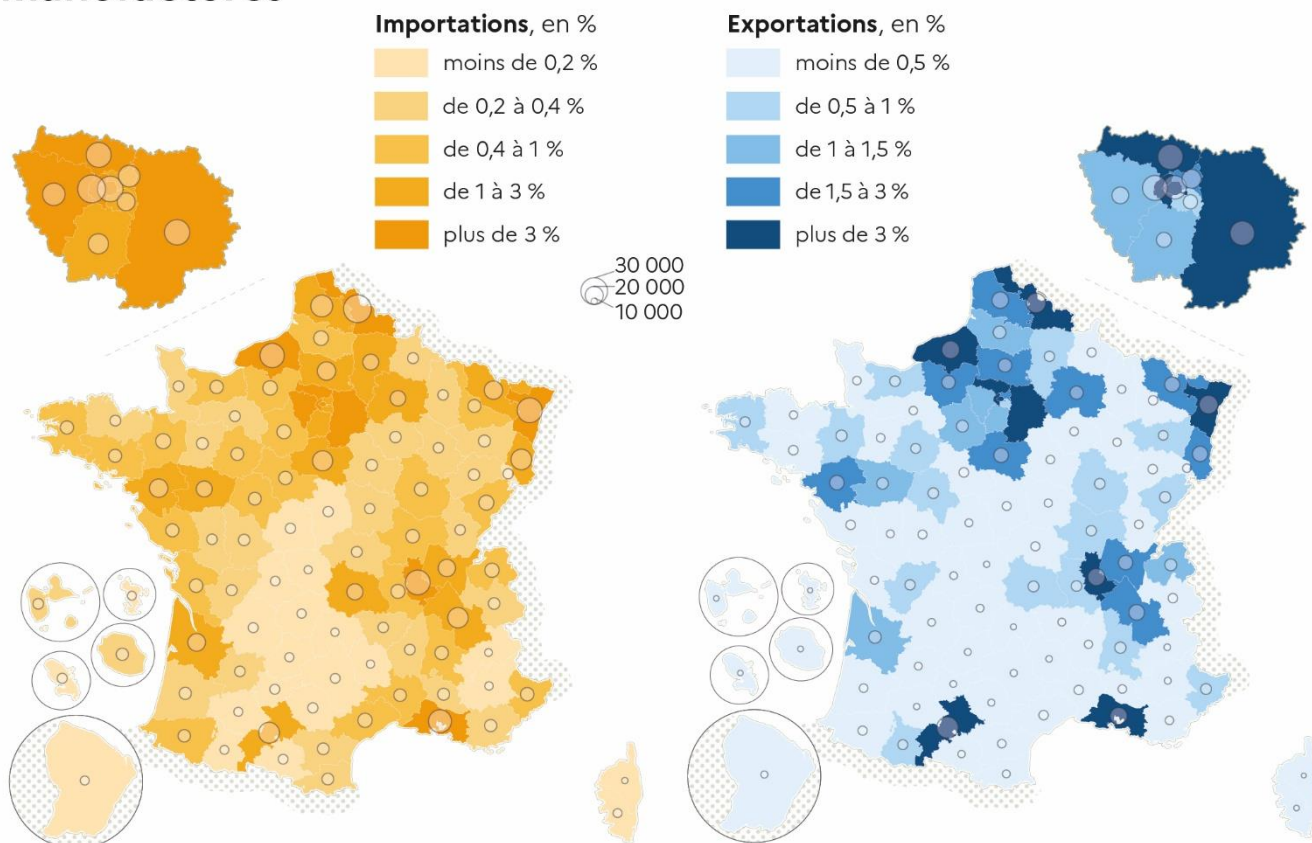 Importations, en %
moins de 0,2 %
de 0,2 à 0,4 %
de 0,4 à 1 %
de 1 à 3 %
plus de 3 %
Exportations, en %
moins de 0,5 %
de 0,5 à 1 %
de 1 à 1,5 %
de 1,5 à 3 %
plus de 3 %
30 000
20 000
10 000